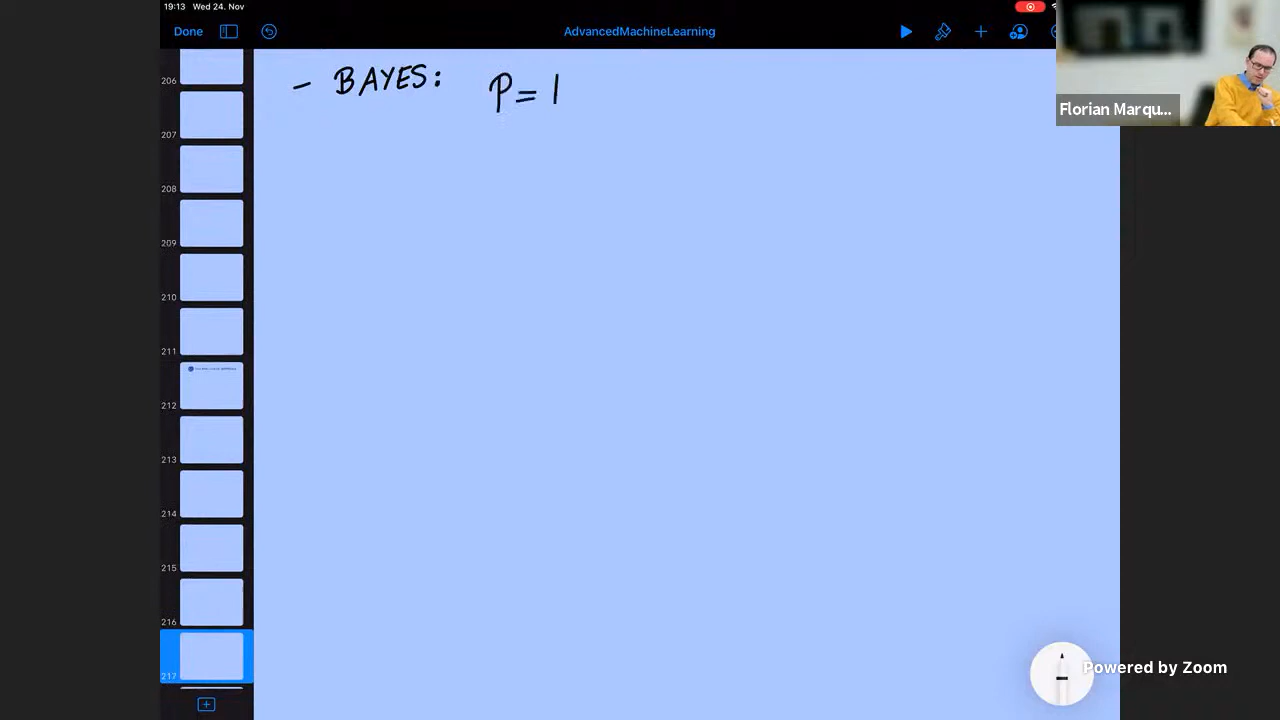 19:13 Wed 24. Nov
Done
AdvancedMachineLearning
– BAYES: P = 1
Florian Marqu...
206
207
208
209
210
211
212
213
214
215
216
217
Powered by Zoom